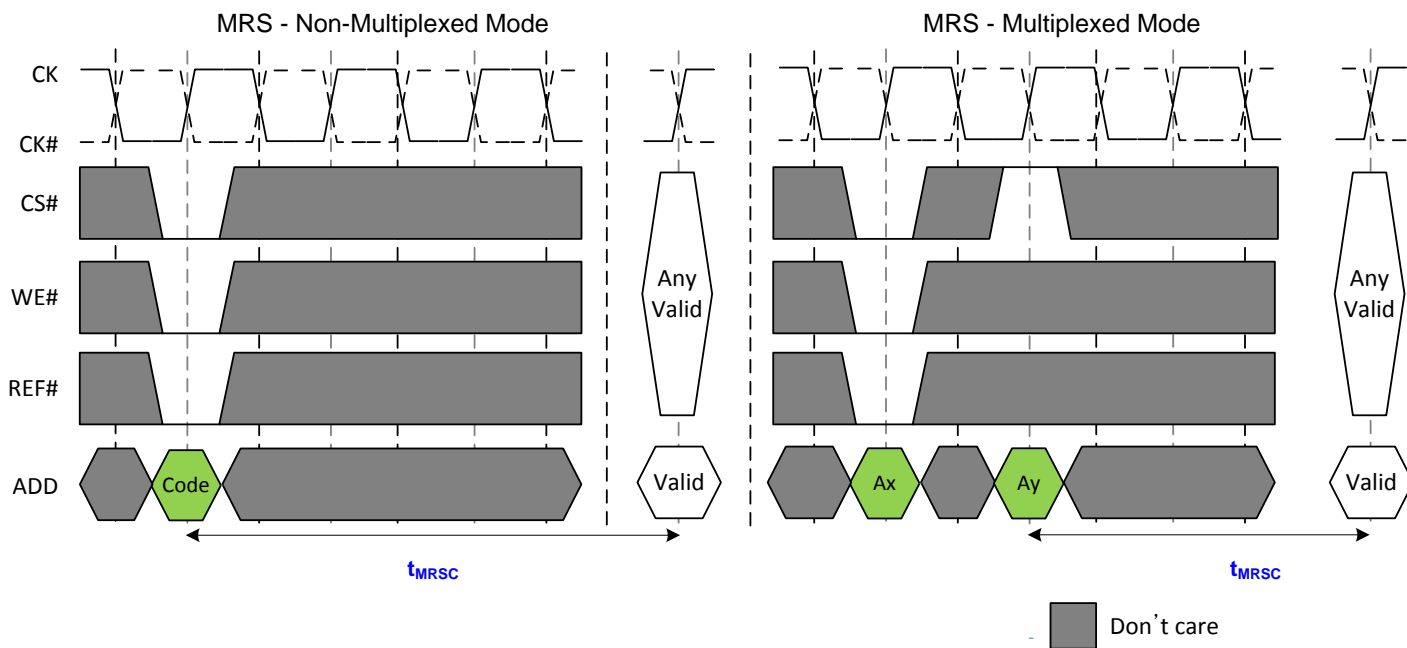 MRS - Non-Multiplexed Mode
MRS - Multiplexed Mode
CK
CK#
CS#
WE#
REF#
ADD
Any
Valid
Code
Valid
tMRSC
Any
Valid
Ax
Ay
Valid
tMRSC
Don't care